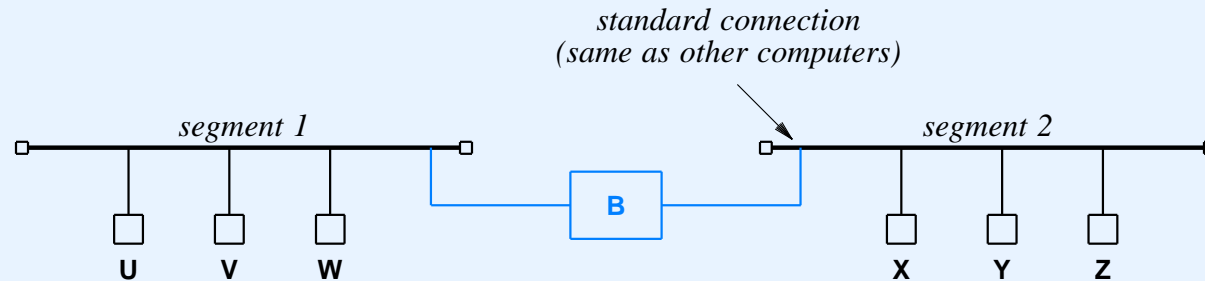 standard connection
(same as other computers)
segment 1
segment 2
B
U V W X Y Z